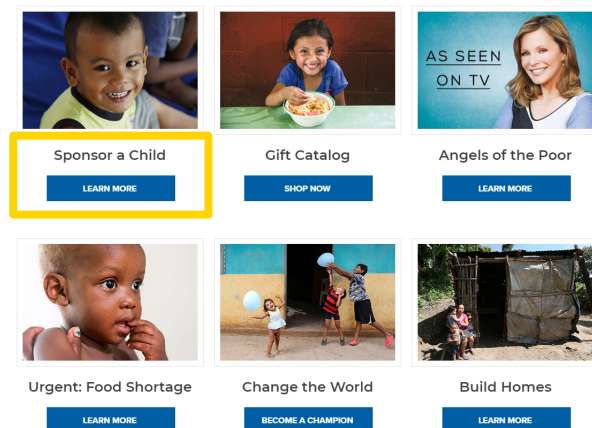 AS SEEN
ON TV
Sponsor a Child
Gift Catalog
Angels of the Poor
LEARN MORE
SHOP NOW
LEARN MORE
Urgent: Food Shortage
Change the World
Build Homes
LEARN MORE
BECOME A CHAMPION
LEARN MORE